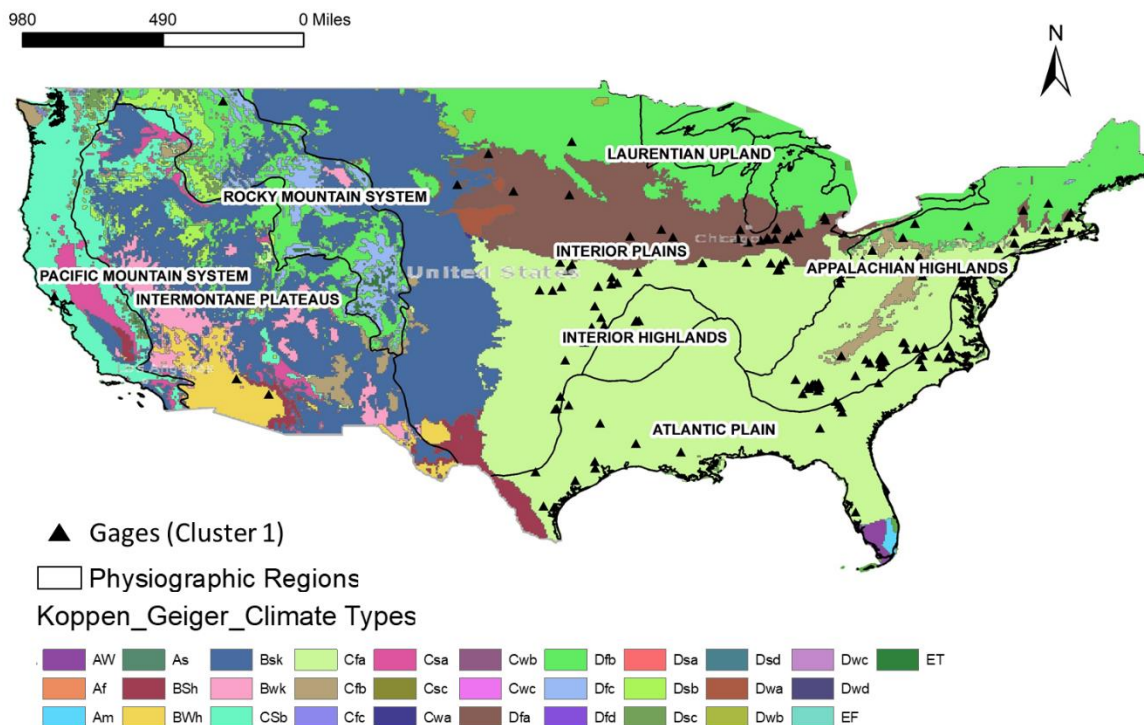 980 490 0 Miles
N
LAURENTIAN UPLAND
ROCKY MOUNTAIN SYSTEM
Chicago
INTERIOR PLAINS
United States
PACIFIC MOUNTAIN SYSTEM
APPALACHIAN HIGHLANDS
INTERMONTANE PLATEAUS
INTERIOR HIGHLANDS
ATLANTIC PLAIN
Gages (Cluster 1)
Physiographic Regions
Koppen_Geiger_Climate Types
AW As Bsk Cfa Csa Cwb Dfb Dsa Dsd Dwc ET
Af BSh Bwk Cfb Csc Cwc Dfc Dsb Dwa Dwd
Am BWh CSb Cfc Cwa Dfa Dfd Dsc Dwb EF